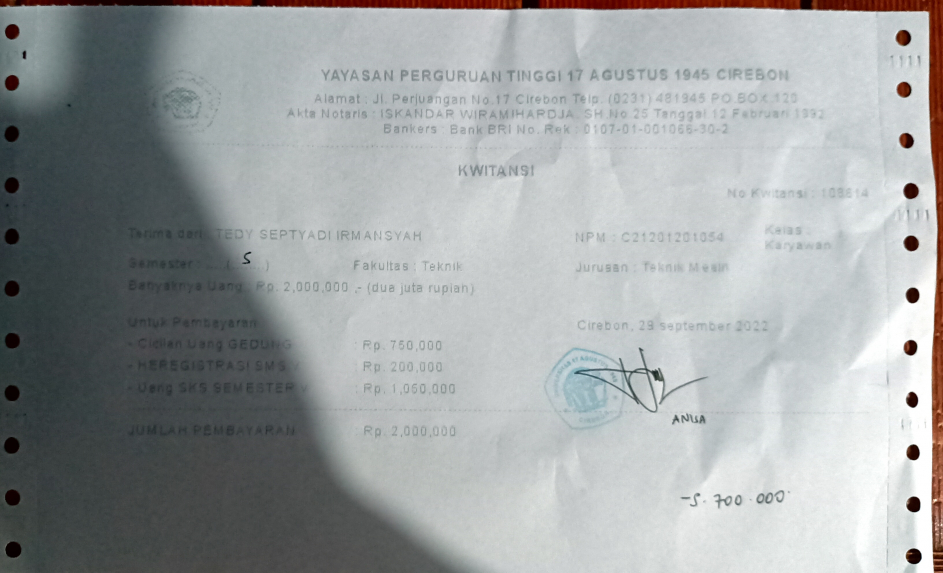 YAYASAN PERGURUAN TINGGI 17 AGUSTUS 1945 CIREBON
Alamat : Jl. Perjuangan No.17 Cirebon Telp. (0231) 481945 PO BOX 120
Akta Notaris : ISKANDAR WIRAMIHARDJA, SH No 25 Tanggal 12 Februari 1992
Bankers : Bank BRI No. Rek : 0107-01-001066-30-2
KWITANSI
No Kwitansi : 108814
Terima dari : TEDY SEPTYADI IRMANSYAH NPM : C21201201054 Kelas : Karyawan
Semester : .... ( 5 ) Fakultas : Teknik Jurusan : Teknik Mesin
Banyaknya Uang : Rp. 2,000,000 ,- (dua juta rupiah)
Untuk Pembayaran Cirebon, 29 september 2022
- Cicilan Uang GEDUNG : Rp. 750,000
- HEREGISTRASI SMS : Rp. 200,000
- Uang SKS SEMESTER V : Rp. 1,050,000
ANISA
JUMLAH PEMBAYARAN : Rp. 2,000,000
-5.700.000